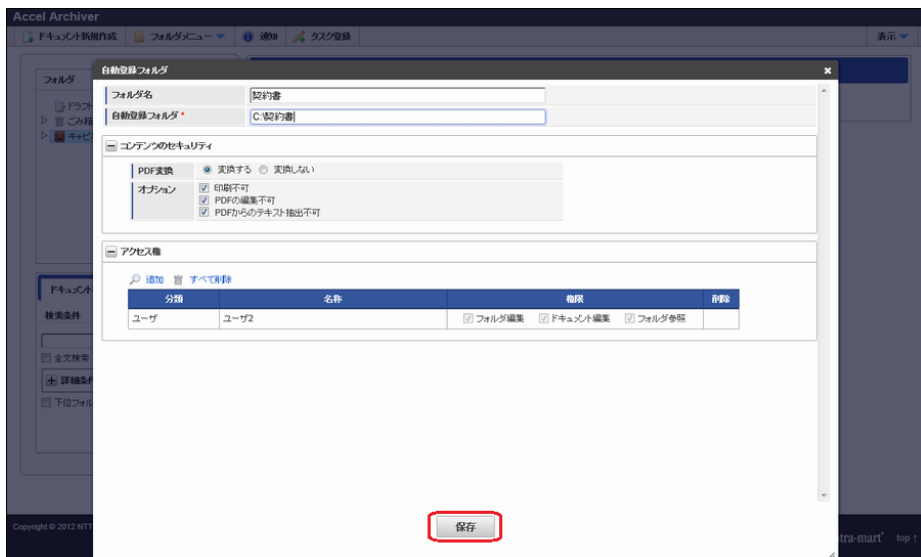 Accel Archiver
ドキュメント新規作成 フォルダメニュー 通知 タスク登録 表示
自動登録フォルダ
フォルダ
フォルダ名 契約書
自動登録フォルダ* C:\契約書
コンテンツのセキュリティ
PDF変換 変換する 変換しない
オプション 印刷不可
PDFの編集不可
PDFからのテキスト抽出不可
アクセス権
追加 すべて削除
分類 名称 権限 削除
ユーザ ユーザ2 フォルダ編集 ドキュメント編集 フォルダ参照
検索条件
全文検索
保存
Copyright © 2012 NTT
tra-mart top ↑